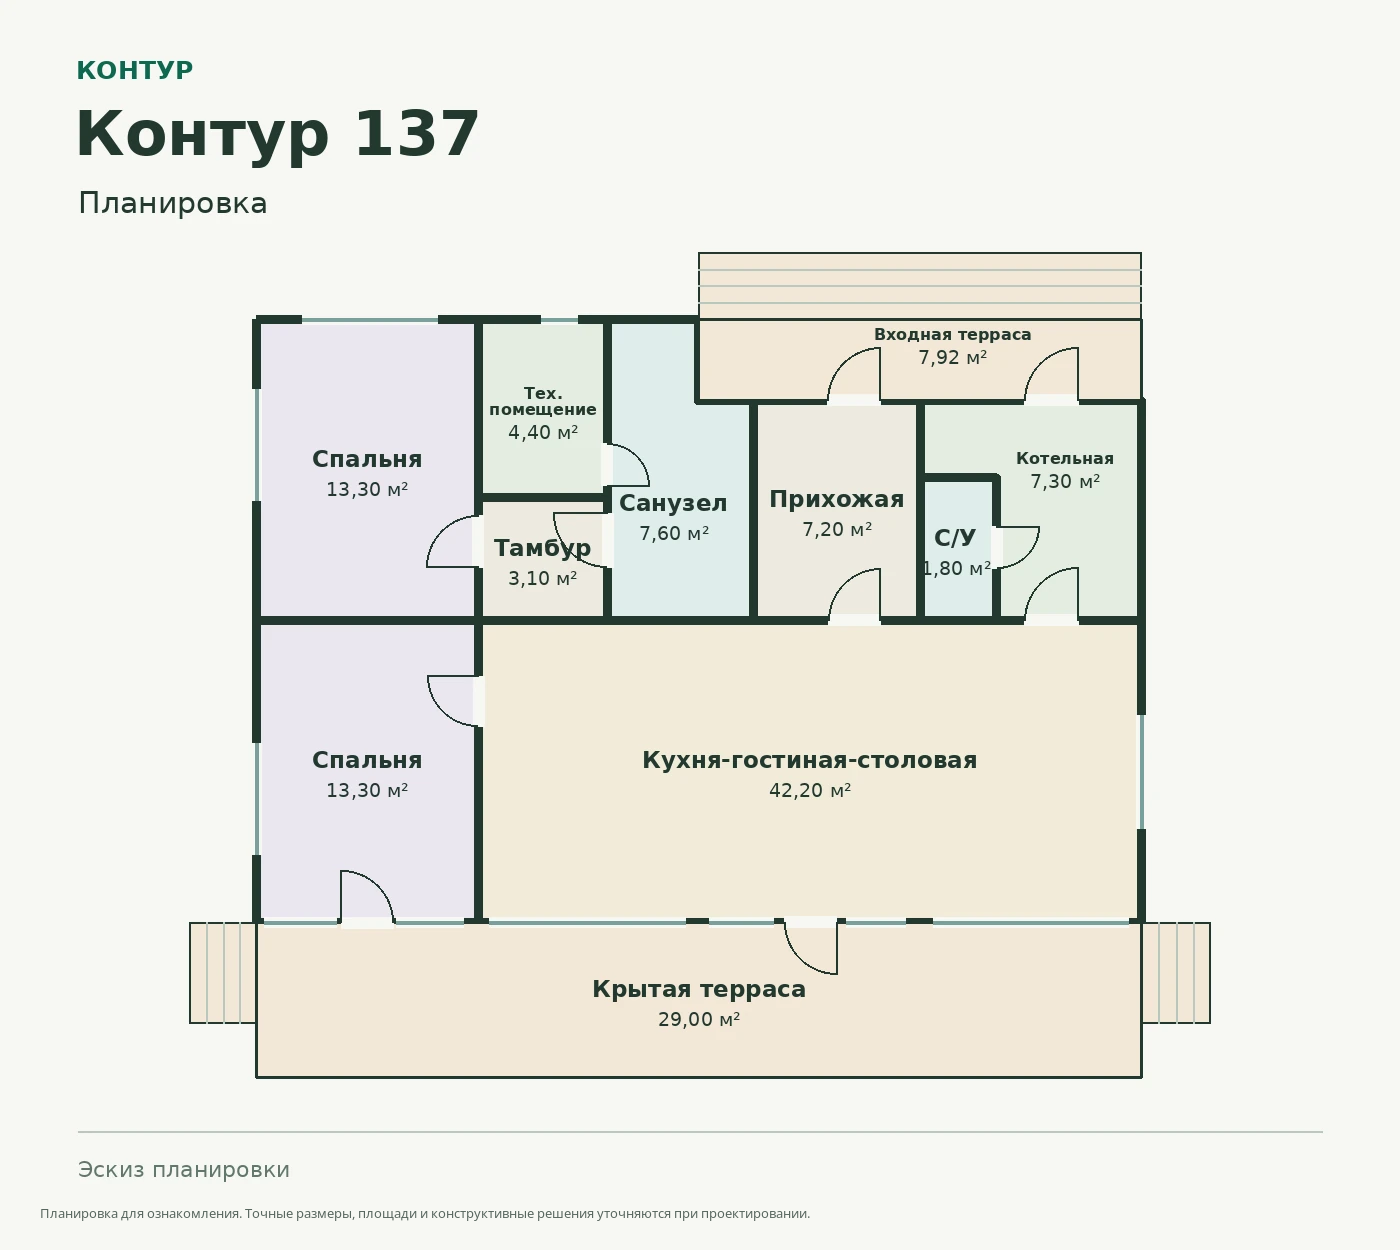 КОНТУР
Контур 137
Планировка
Входная терраса
7,92 м²
Тех.
помещение
4,40 м²
Спальня
13,30 м²
Котельная
7,30 м²
Санузел
7,60 м²
Прихожая
7,20 м²
С/У
1,80 м²
Тамбур
3,10 м²
Спальня
13,30 м²
Кухня-гостиная-столовая
42,20 м²
Крытая терраса
29,00 м²
Эскиз планировки
Планировка для ознакомления. Точные размеры, площади и конструктивные решения уточняются при проектировании.